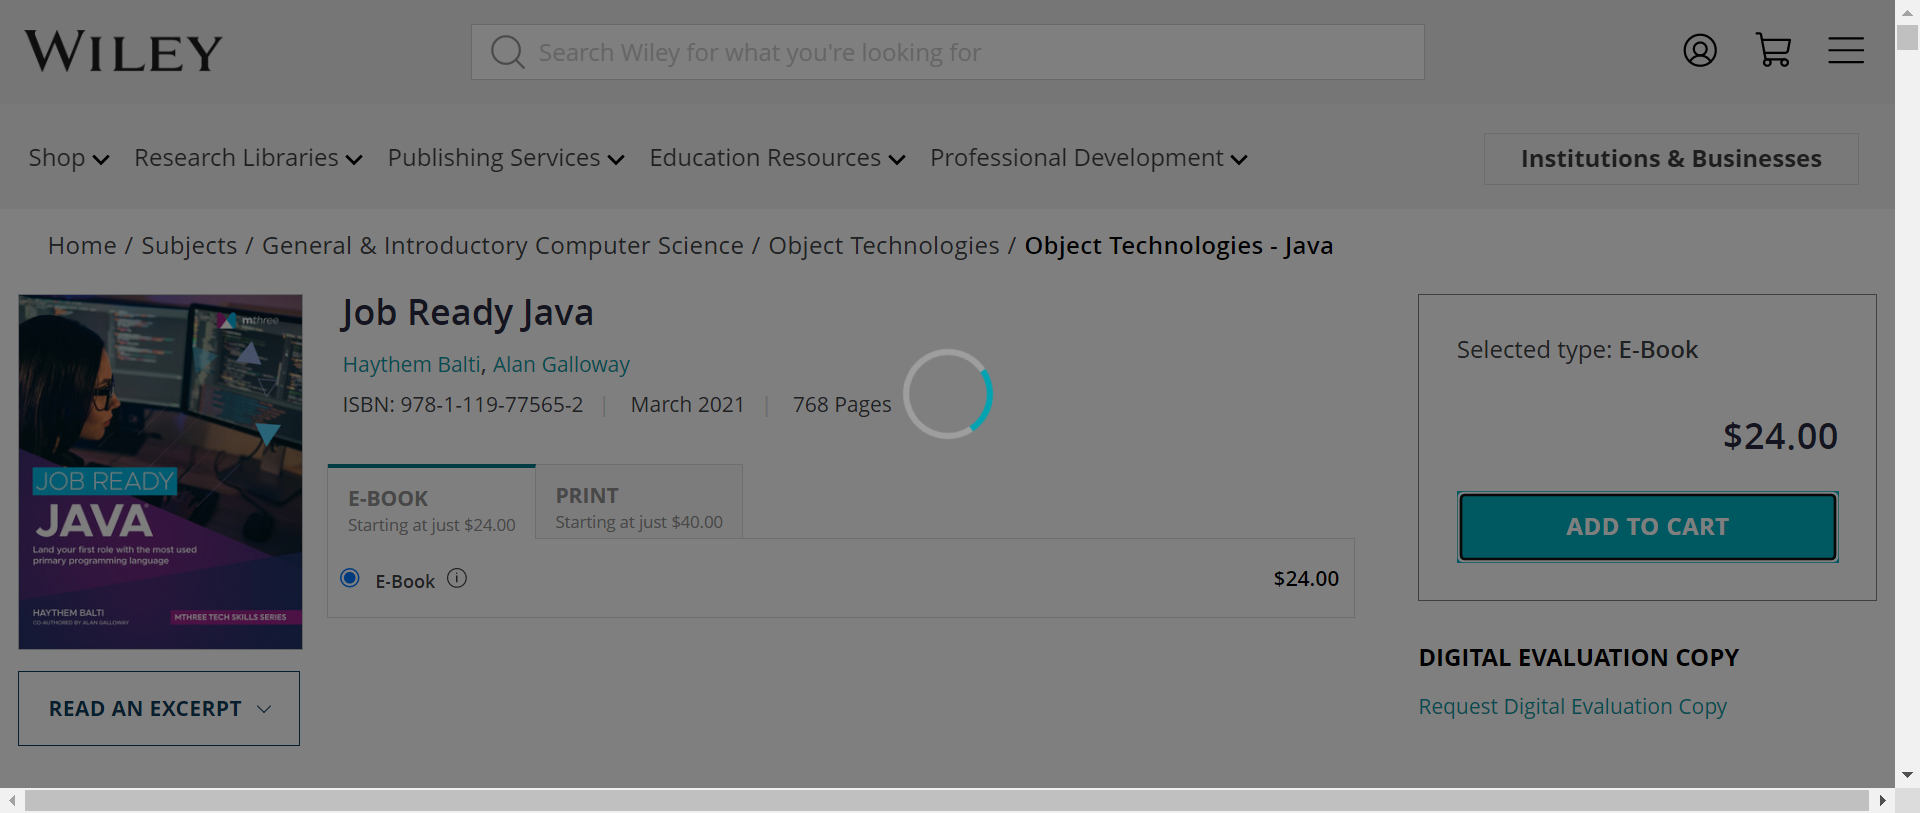 WILEY
Search Wiley for what you're looking for
Shop
Research Libraries
Publishing Services
Education Resources
Professional Development
Institutions & Businesses
Home / Subjects / General & Introductory Computer Science / Object Technologies / Object Technologies - Java
mthree
JOB READY
JAVA
Land your first role with the most used
primary programming language
HAYTHEM BALTI
CO-AUTHORED BY ALAN GALLOWAY
MTHREE TECH SKILLS SERIES
READ AN EXCERPT
Job Ready Java
Haythem Balti, Alan Galloway
ISBN: 978-1-119-77565-2 | March 2021 | 768 Pages
E-BOOK
Starting at just $24.00
PRINT
Starting at just $40.00
E-Book
$24.00
Selected type: E-Book
$24.00
ADD TO CART
DIGITAL EVALUATION COPY
Request Digital Evaluation Copy